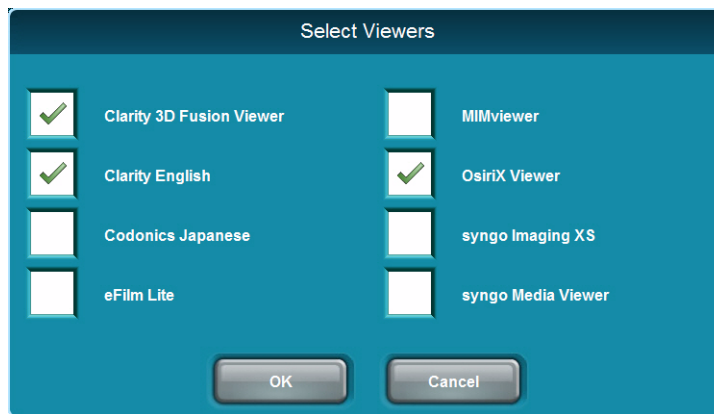 Select Viewers
Clarity 3D Fusion Viewer
Clarity English
Codonics Japanese
eFilm Lite
MIMviewer
OsiriX Viewer
syngo Imaging XS
syngo Media Viewer
OK
Cancel